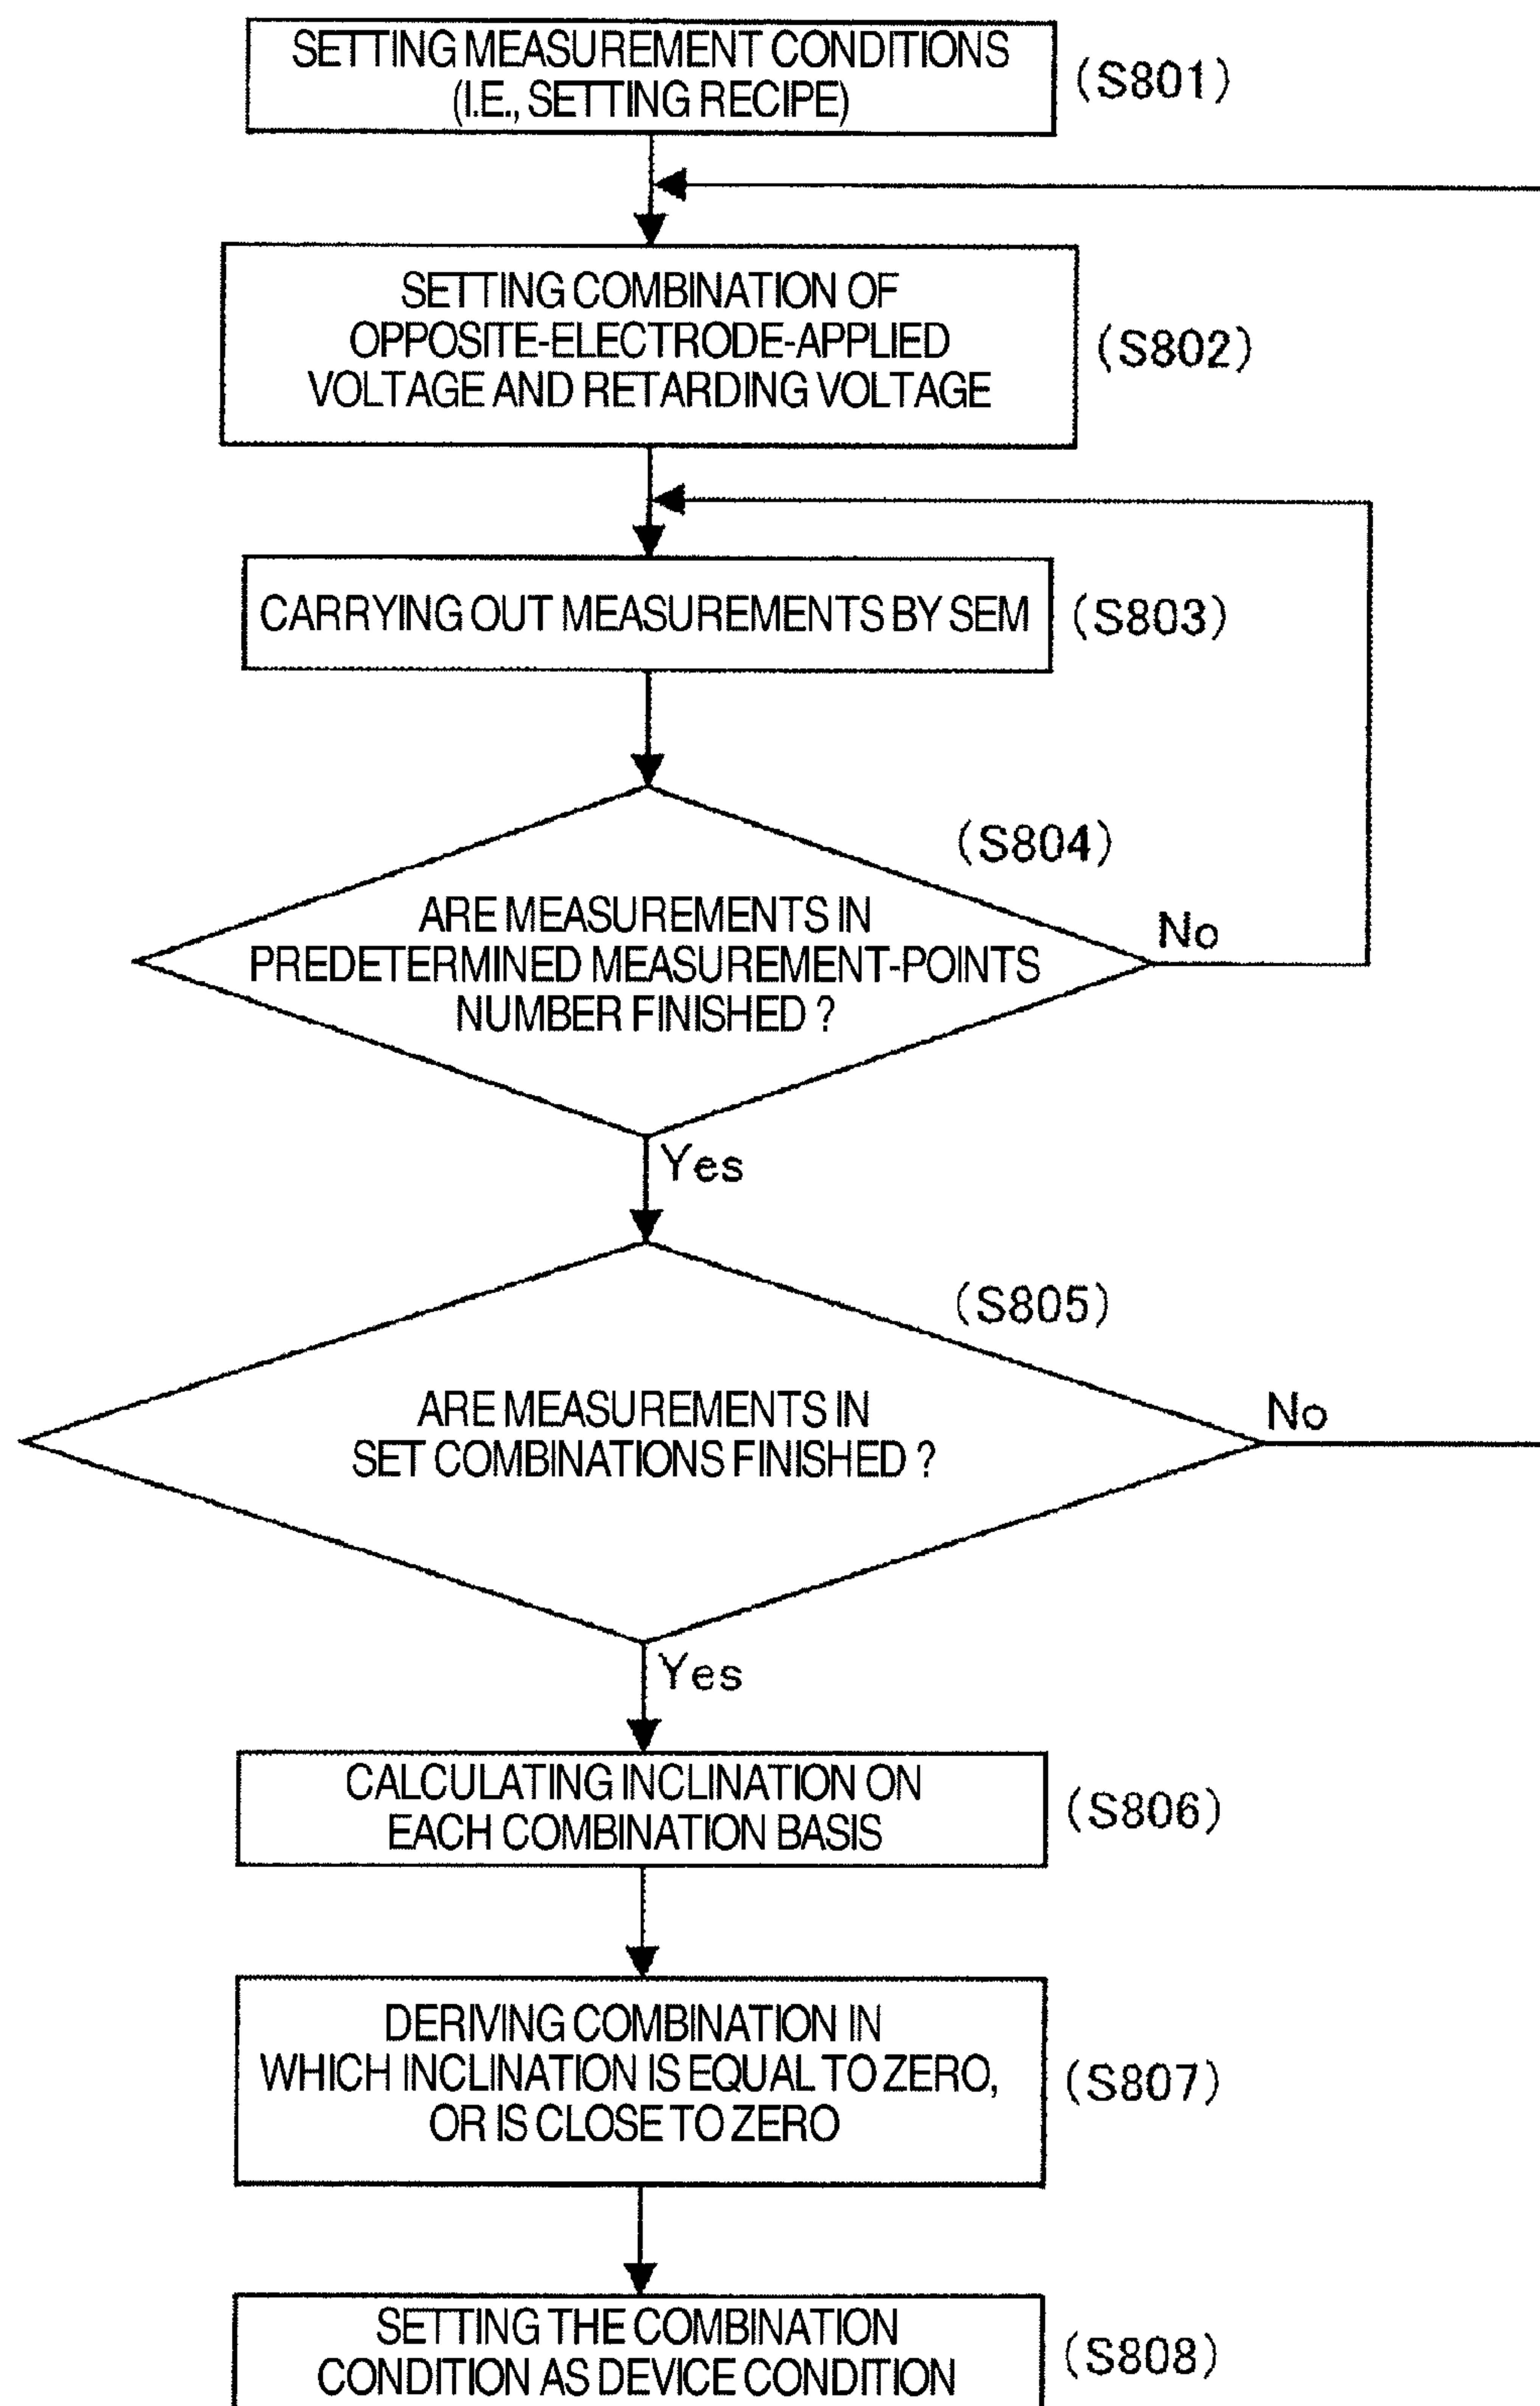 SETTING MEASUREMENT CONDITIONS
(I.E., SETTING RECIPE)
(S801)
SETTING COMBINATION OF
OPPOSITE-ELECTRODE-APPLIED
VOLTAGE AND RETARDING VOLTAGE
(S802)
CARRYING OUT MEASUREMENTS BY SEM
(S803)
(S804)
ARE MEASUREMENTS IN
PREDETERMINED MEASUREMENT-POINTS
NUMBER FINISHED ?
No
Yes
(S805)
ARE MEASUREMENTS IN
SET COMBINATIONS FINISHED ?
No
Yes
CALCULATING INCLINATION ON
EACH COMBINATION BASIS
(S806)
DERIVING COMBINATION IN
WHICH INCLINATION IS EQUAL TO ZERO,
OR IS CLOSE TO ZERO
(S807)
SETTING THE COMBINATION
CONDITION AS DEVICE CONDITION
(S808)